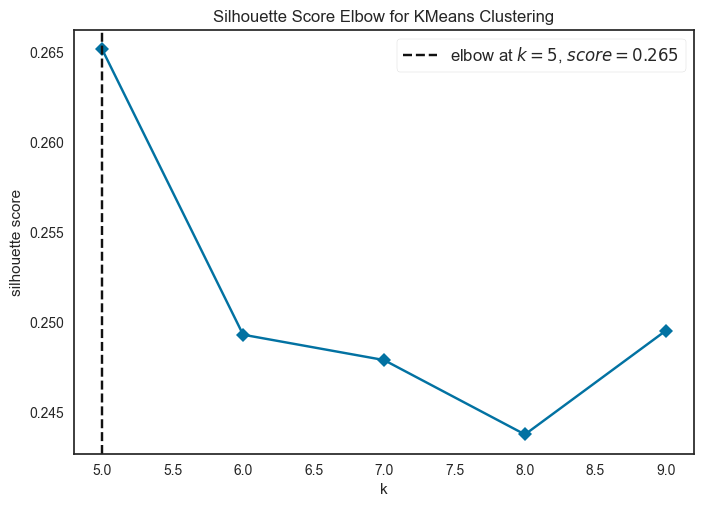 Silhouette Score Elbow for KMeans Clustering
elbow at k = 5, score = 0.265
silhouette score
0.265
0.260
0.255
0.250
0.245
5.0 5.5 6.0 6.5 7.0 7.5 8.0 8.5 9.0
k